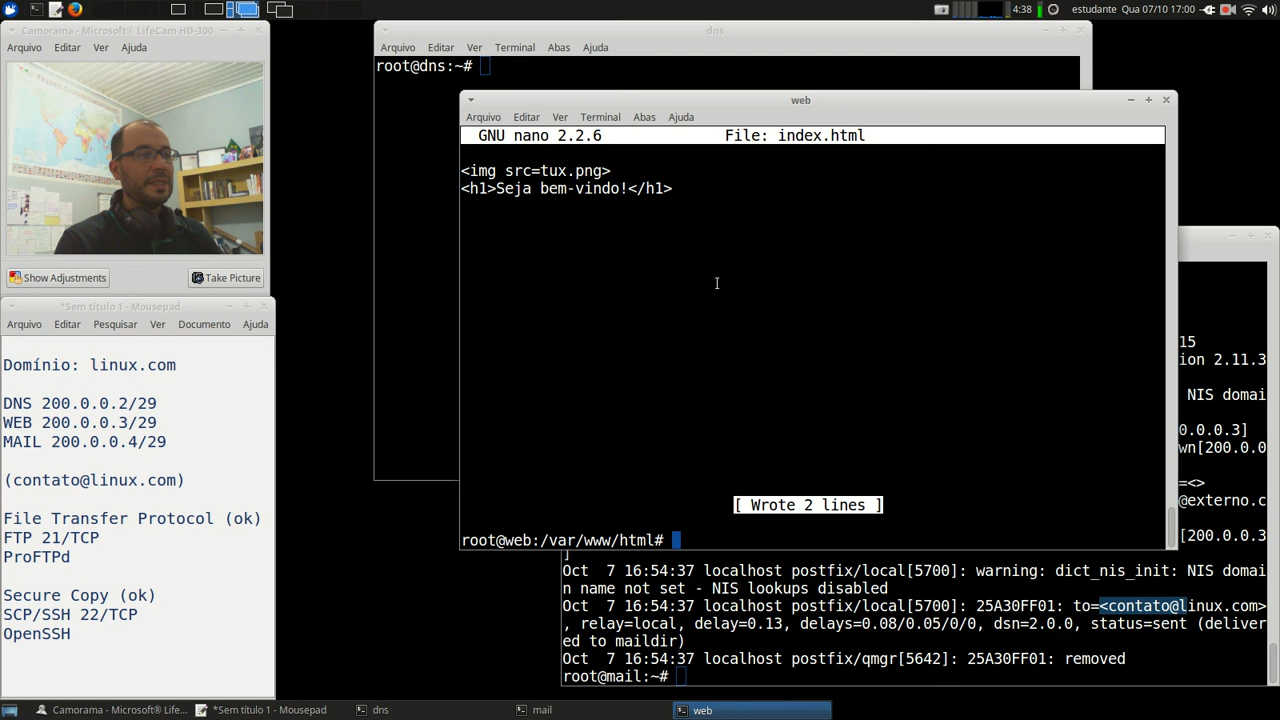 4:38 estudante Qua 07/10 17:00
Camorama - Microsoft® LifeCam HD-300
Arquivo Editar Ver Ajuda
Show Adjustments Take Picture
*Sem título 1 - Mousepad
Arquivo Editar Pesquisar Ver Documento Ajuda
Domínio: linux.com
DNS 200.0.0.2/29
WEB 200.0.0.3/29
MAIL 200.0.0.4/29
(contato@linux.com)
File Transfer Protocol (ok)
FTP 21/TCP
ProFTPd
Secure Copy (ok)
SCP/SSH 22/TCP
OpenSSH
dns
Arquivo Editar Ver Terminal Abas Ajuda
root@dns:~#
web
Arquivo Editar Ver Terminal Abas Ajuda
GNU nano 2.2.6 File: index.html
<img src=tux.png>
<h1>Seja bem-vindo!</h1>
[ Wrote 2 lines ]
root@web:/var/www/html#
15
ion 2.11.3
NIS domai
0.0.0.3]
wn[200.0.0
=<>
@externo.c
[200.0.0.3
]
Oct  7 16:54:37 localhost postfix/local[5700]: warning: dict_nis_init: NIS domai
n name not set - NIS lookups disabled
Oct  7 16:54:37 localhost postfix/local[5700]: 25A30FF01: to=<contato@linux.com>
, relay=local, delay=0.13, delays=0.08/0.05/0/0, dsn=2.0.0, status=sent (deliver
ed to maildir)
Oct  7 16:54:37 localhost postfix/qmgr[5642]: 25A30FF01: removed
root@mail:~#
Camorama - Microsoft® Life... *Sem título 1 - Mousepad dns mail web